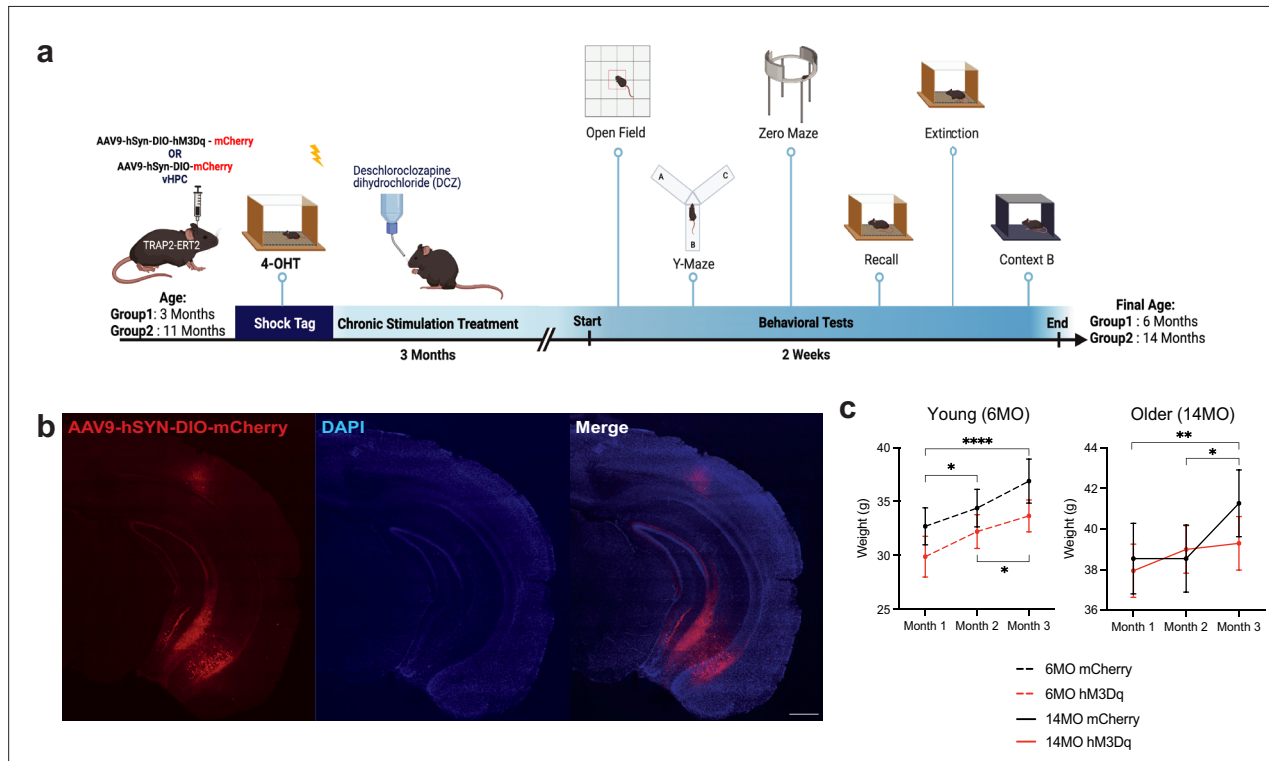 a
AAV9-hSyn-DIO-hM3Dq - mCherry
OR
AAV9-hSyn-DIO-mCherry
vHPC
TRAP2-ERT2
4-OHT
Deschloroclozapine
dihydrochloride (DCZ)
Open Field
A
C
B
Y-Maze
Zero Maze
Recall
Extinction
Context B
Age:
Group1: 3 Months
Group2 : 11 Months
Shock Tag
Chronic Stimulation Treatment
3 Months
Start
Behavioral Tests
2 Weeks
End
Final Age:
Group1 : 6 Months
Group2 : 14 Months
b
AAV9-hSYN-DIO-mCherry
DAPI
Merge
c
Young (6MO)
Weight (g)
40
35
30
25
****
*
*
Month 1 Month 2 Month 3
Older (14MO)
Weight (g)
44
42
40
38
36
**
*
Month 1 Month 2 Month 3
6MO mCherry
6MO hM3Dq
14MO mCherry
14MO hM3Dq